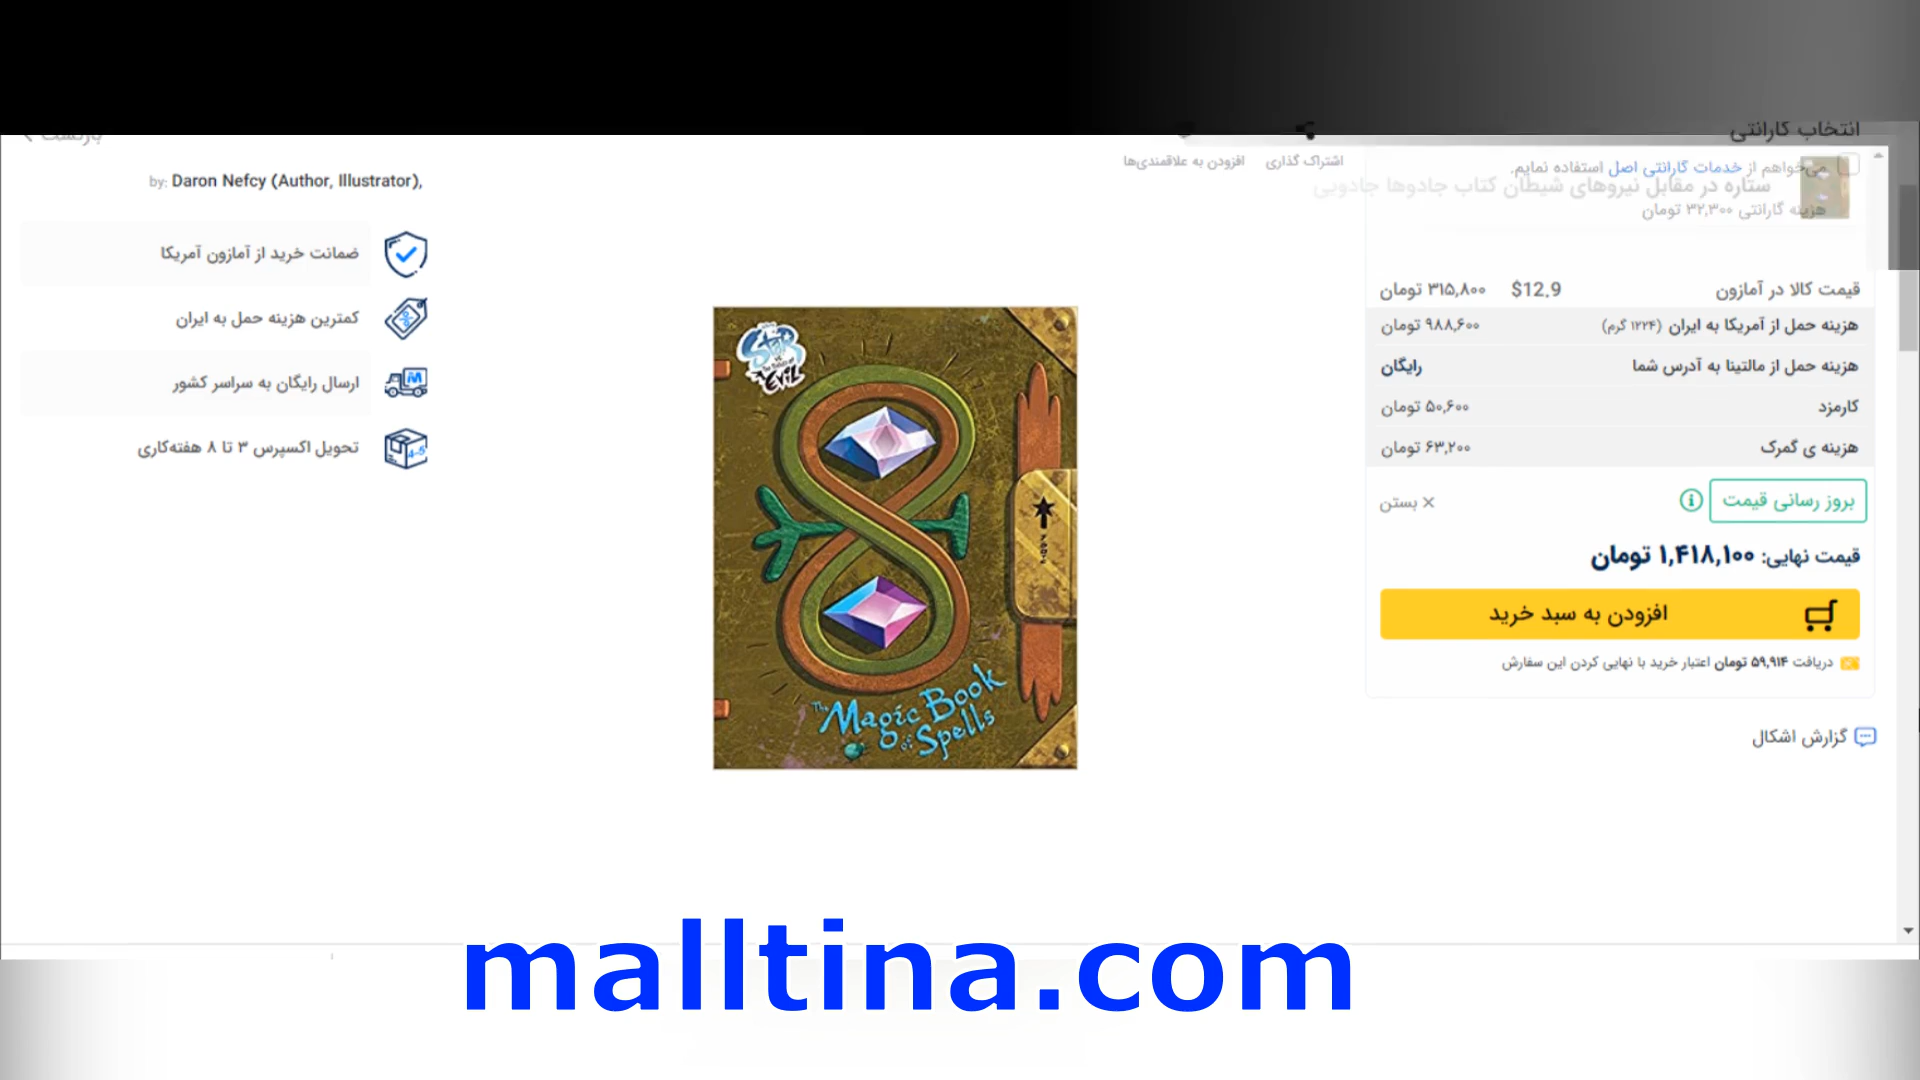 بازگشت
انتخاب گارانتی
می‌خواهم از خدمات گارانتی اصل استفاده نمایم.
ستاره در مقابل نیروهای شیطان کتاب جادوها جادویی
هزینه گارانتی ۳۲,۳۰۰ تومان
اشتراک گذاری
افزودن به علاقمندی‌ها
by: Daron Nefcy (Author, Illustrator),
ضمانت خرید از آمازون آمریکا
کمترین هزینه حمل به ایران
ارسال رایگان به سراسر کشور
تحویل اکسپرس ۳ تا ۸ هفته‌کاری
4-5
Star vs. the Forces of Evil
The Magic Book of Spells
قیمت کالا در آمازون $12.9 ۳۱۵,۸۰۰ تومان
هزینه حمل از آمریکا به ایران (۱۲۲۴ گرم) ۹۸۸,۶۰۰ تومان
هزینه حمل از مالتینا به آدرس شما رایگان
کارمزد ۵۰,۶۰۰ تومان
هزینه ی گمرک ۶۳,۲۰۰ تومان
بروز رسانی قیمت
× بستن
قیمت نهایی: ۱,۴۱۸,۱۰۰ تومان
افزودن به سبد خرید
دریافت ۵۹,۹۱۴ تومان اعتبار خرید با نهایی کردن این سفارش
گزارش اشکال
malltina.com